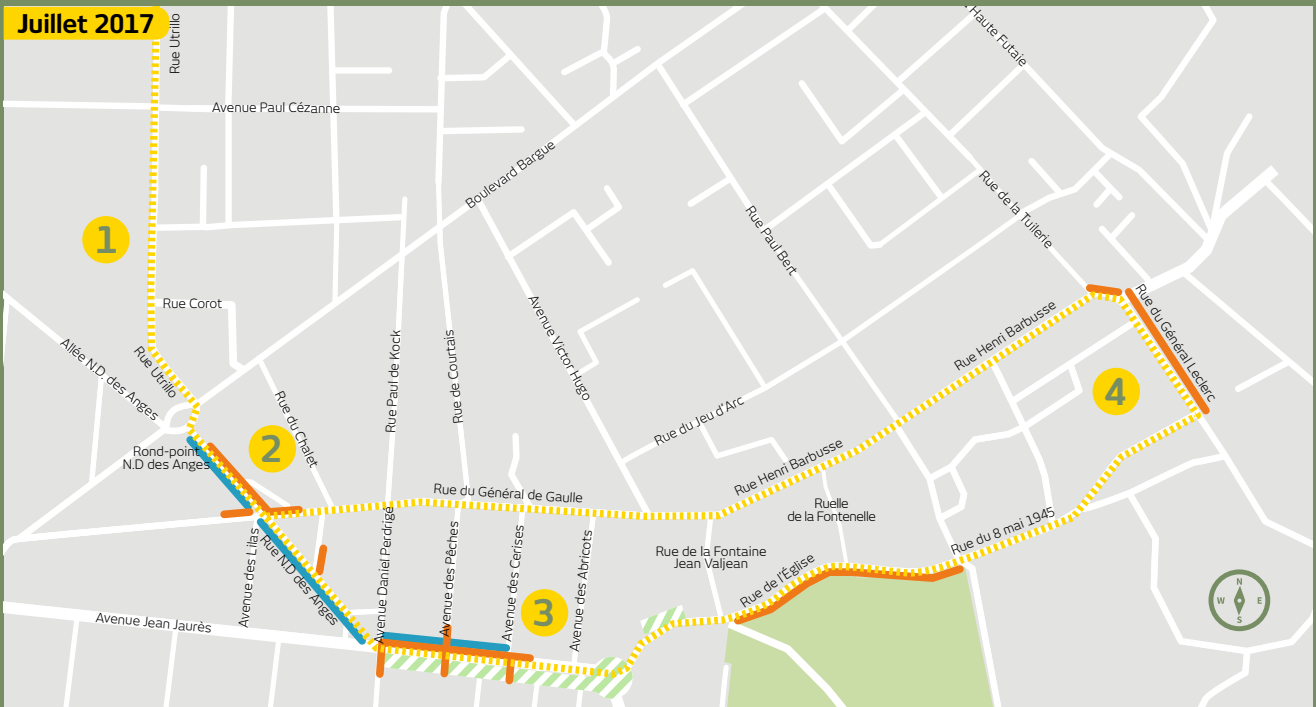 Juillet 2017
Rue Utrillo
Haute Futaie
Avenue Paul Cézanne
Boulevard Bargue
Rue de la Tuilerie
Rue Paul Bert
1
Rue Corot
Rue du Général Leclerc
Avenue Victor Hugo
Rue Henri Barbusse
Rue Paul de Kock
Rue de Courtais
Allée N.D. des Anges
Rue Utrillo
4
Rue du Chalet
Rue du Jeu d'Arc
2
Rond-point
N.D des Anges
Rue Henri Barbusse
Rue du Général de Gaulle
Ruelle
de la Fontenelle
Avenue des Lilas
Rue N.D des Anges
Avenue Daniel Perdrige
Avenue des Pêches
Avenue des Cerises
Avenue des Abricots
Rue de la Fontaine
Jean Valjean
Rue du 8 mai 1945
Rue de l'Église
3
Avenue Jean Jaurès
N
W E
S